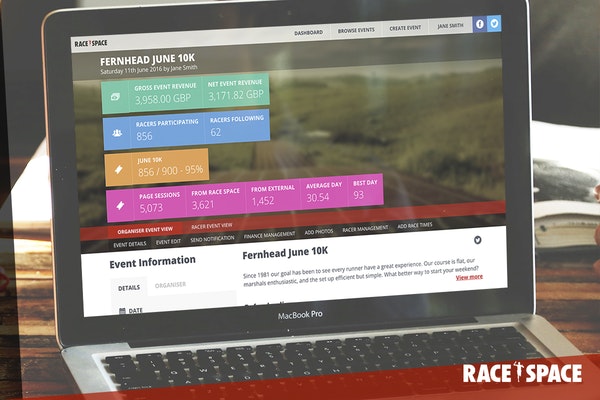 RACE SPACE
DASHBOARD BROWSE EVENTS CREATE EVENT JANE SMITH
FERNHEAD JUNE 10K
Saturday 11th June 2016 by Jane Smith
GROSS EVENT REVENUE NET EVENT REVENUE
3,958.00 GBP 3,171.82 GBP
RACERS PARTICIPATING RACERS FOLLOWING
856 62
JUNE 10K
856 / 900 - 95%
PAGE SESSIONS FROM RACE SPACE FROM EXTERNAL AVERAGE DAY BEST DAY
5,073 3,621 1,452 30.54 93
ORGANISER EVENT VIEW RACER EVENT VIEW
EVENT DETAILS EVENT EDIT SEND NOTIFICATION FINANCE MANAGEMENT ADD PHOTOS RACER MANAGEMENT ADD RACE TIMES
Event Information
DETAILS ORGANISER
DATE
Fernhead June 10K
Since 1981 our goal has been to see every runner have a great experience. Our course is flat, our
marshals enthusiastic, and the set up efficient but simple. What better way to start your weekend?
View more
MacBook Pro
RACE SPACE